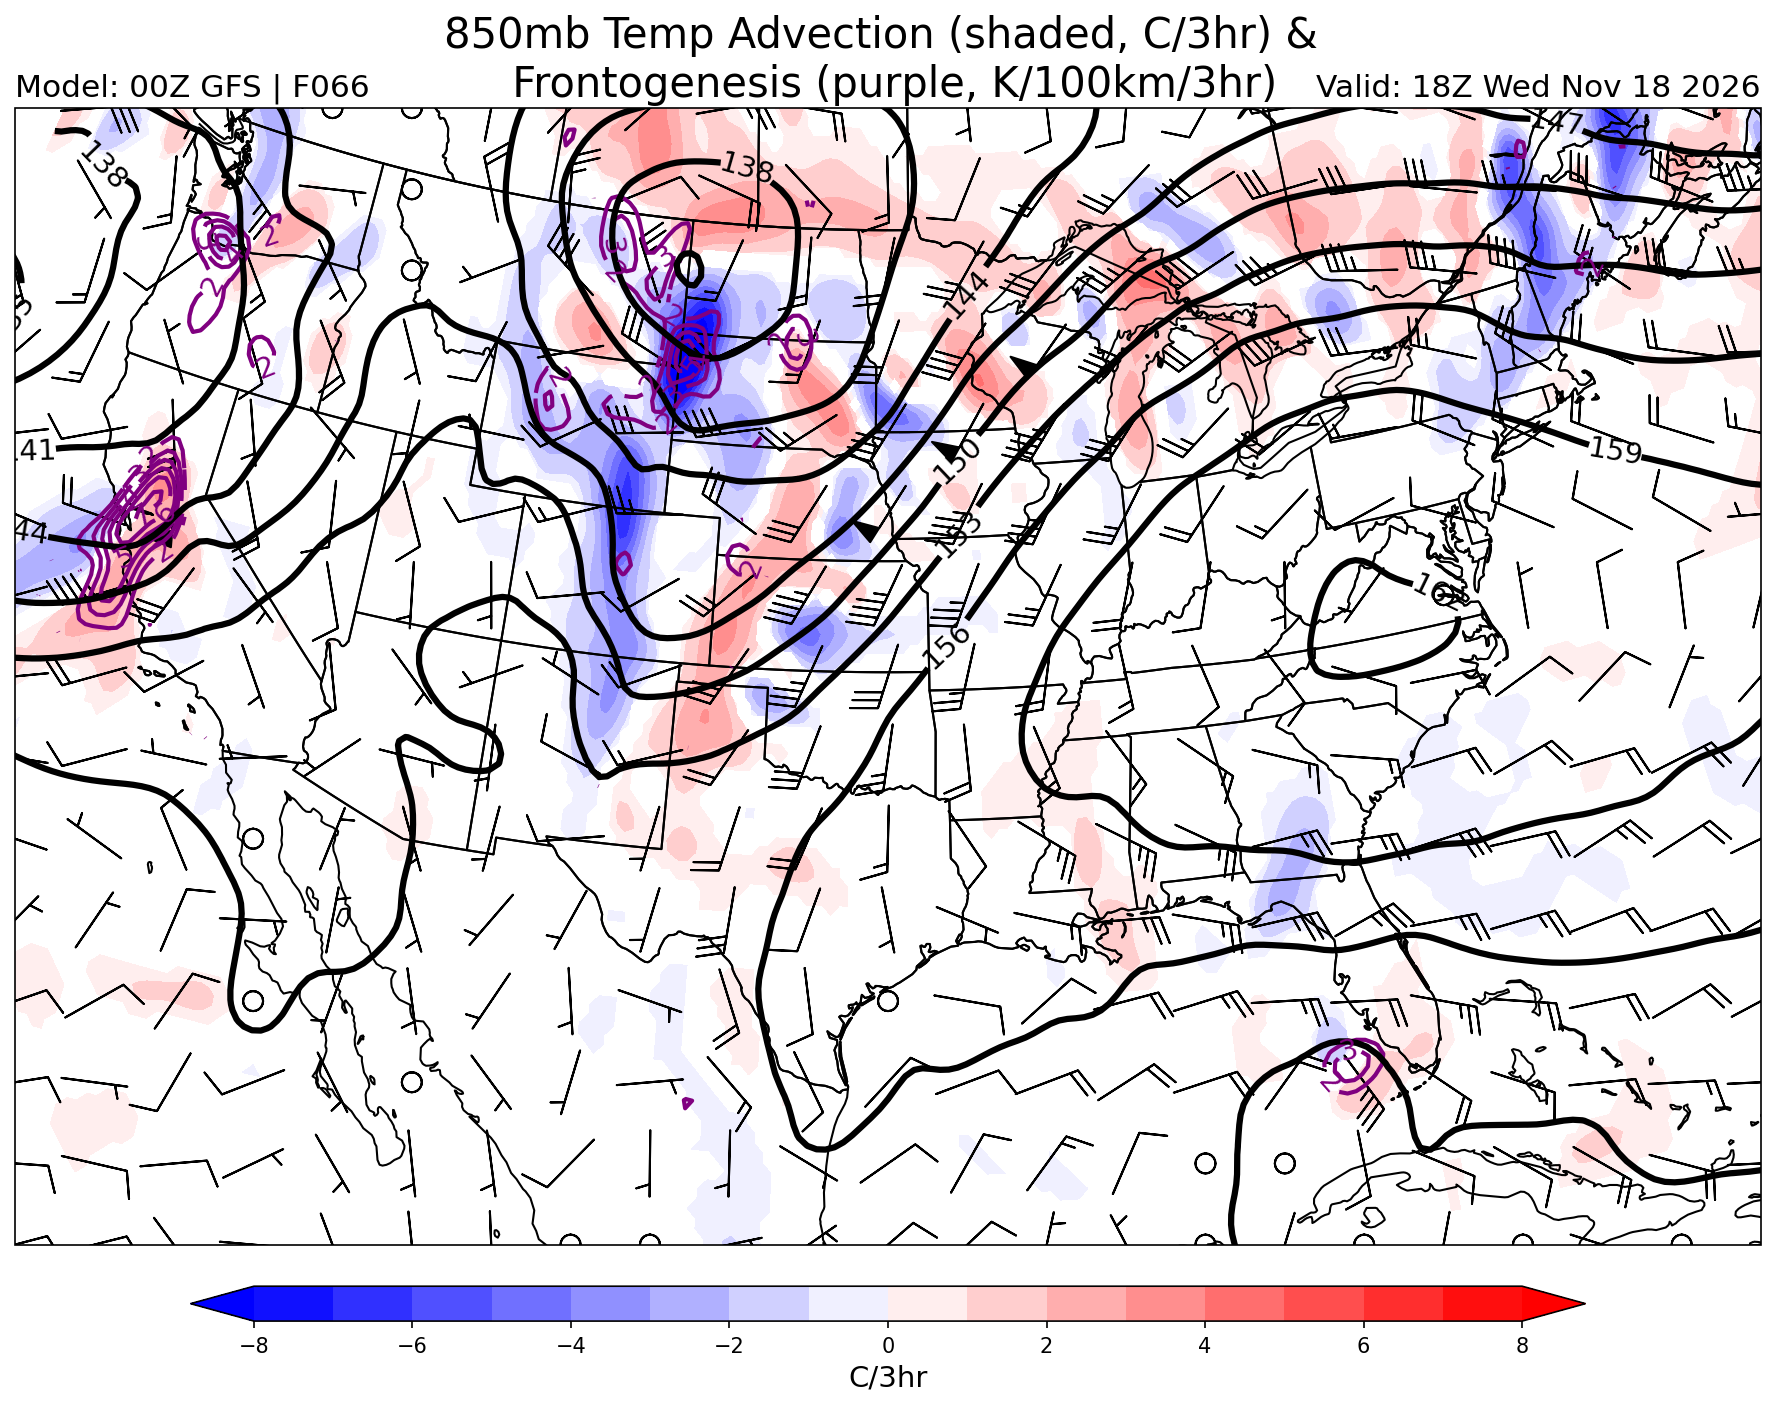 850mb Temp Advection (shaded, C/3hr) &
Model: 00Z GFS | F066
Frontogenesis (purple, K/100km/3hr)
Valid: 18Z Wed Nov 18 2026
147
138
138
144
159
150
153
156
141
−8 −6 −4 −2 0 2 4 6 8
C/3hr